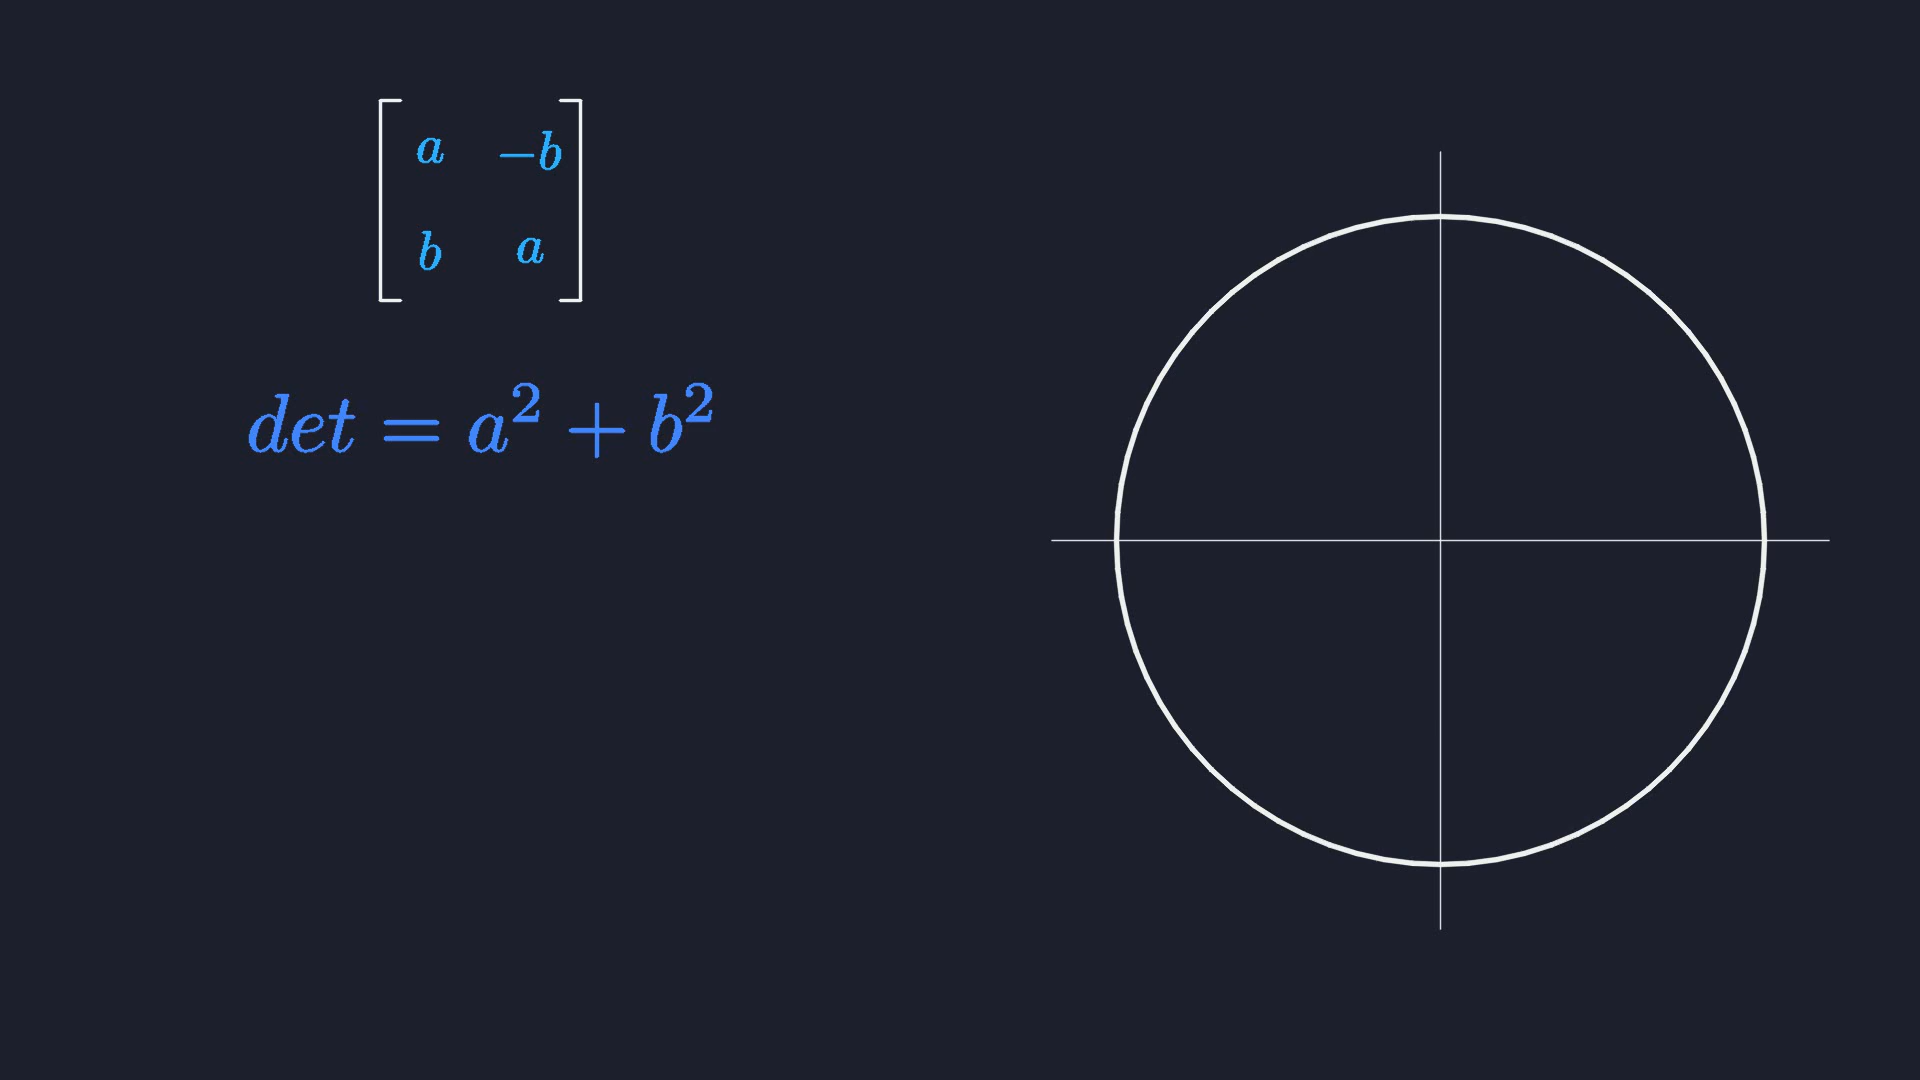 a −b
b a
det = a² + b²